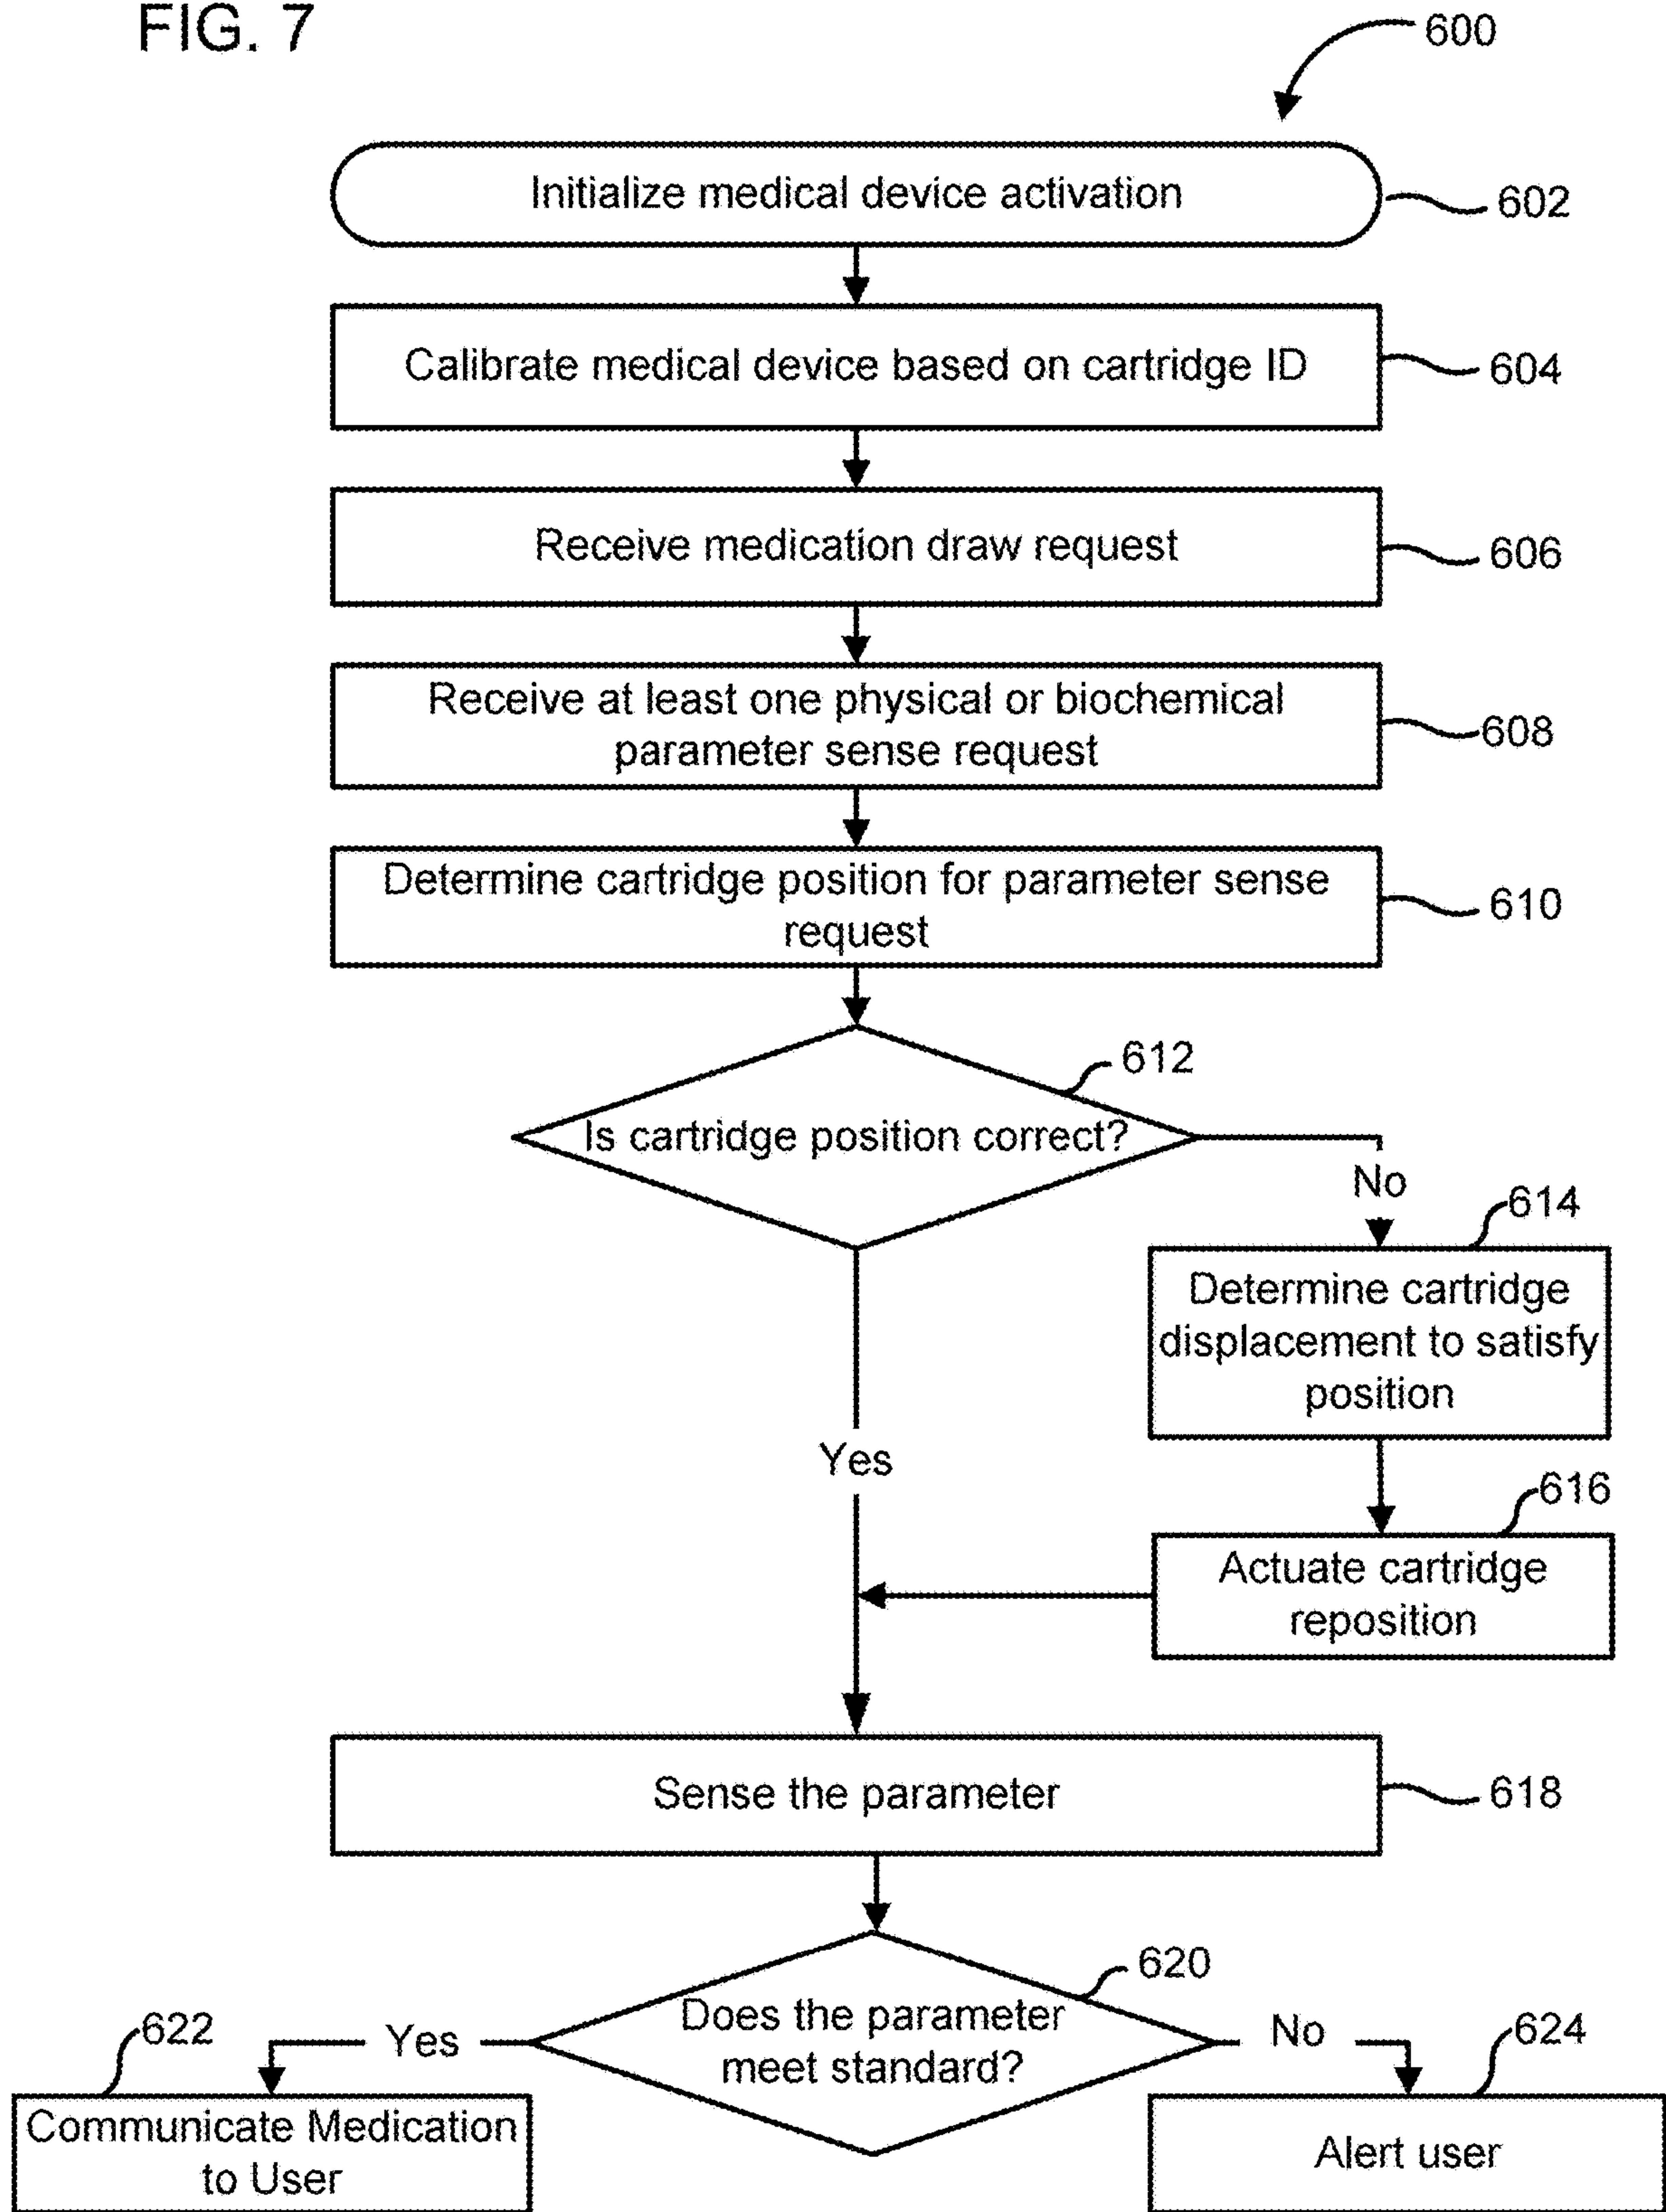 FIG. 7
600
Initialize medical device activation
602
Calibrate medical device based on cartridge ID
604
Receive medication draw request
606
Receive at least one physical or biochemical
parameter sense request
608
Determine cartridge position for parameter sense
request
610
612
Is cartridge position correct?
No
614
Determine cartridge
displacement to satisfy
position
Yes
616
Actuate cartridge
reposition
Sense the parameter
618
620
Does the parameter
meet standard?
Yes
622
Communicate Medication
to User
No
624
Alert user